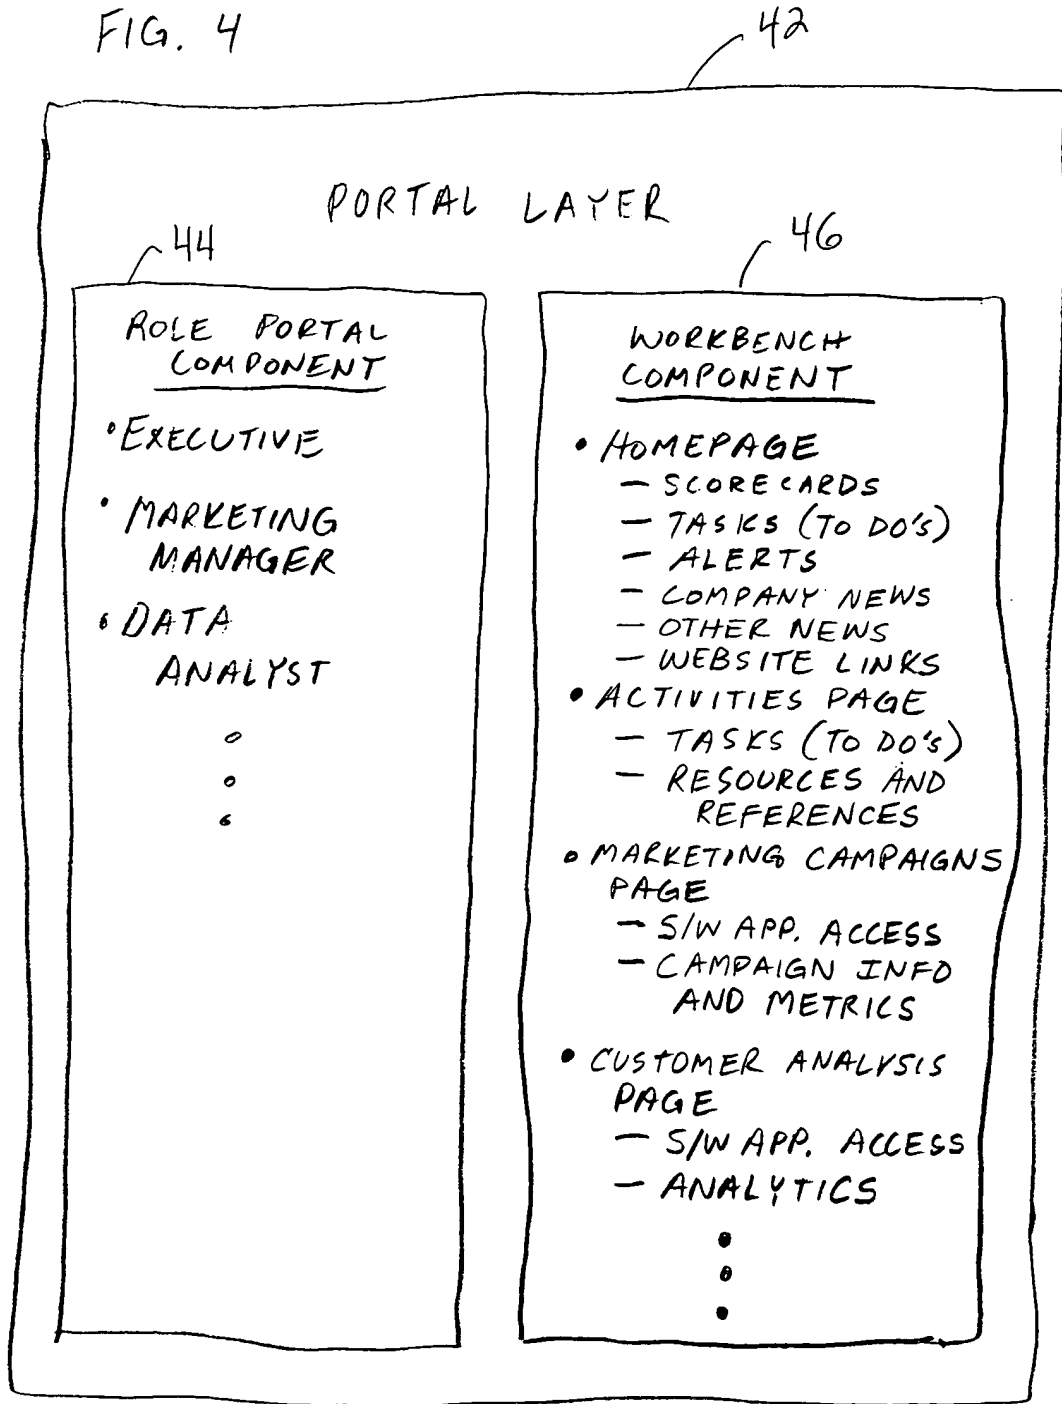 FIG. 4
42
PORTAL LAYER
44
ROLE PORTAL
COMPONENT
• EXECUTIVE
• MARKETING
MANAGER
• DATA
ANALYST
46
WORKBENCH
COMPONENT
• HOMEPAGE
— SCORECARDS
— TASKS (TO DO'S)
— ALERTS
— COMPANY NEWS
— OTHER NEWS
— WEBSITE LINKS
• ACTIVITIES PAGE
— TASKS (TO DO'S)
— RESOURCES AND
REFERENCES
• MARKETING CAMPAIGNS
PAGE
— S/W APP. ACCESS
— CAMPAIGN INFO
AND METRICS
• CUSTOMER ANALYSIS
PAGE
— S/W APP. ACCESS
— ANALYTICS